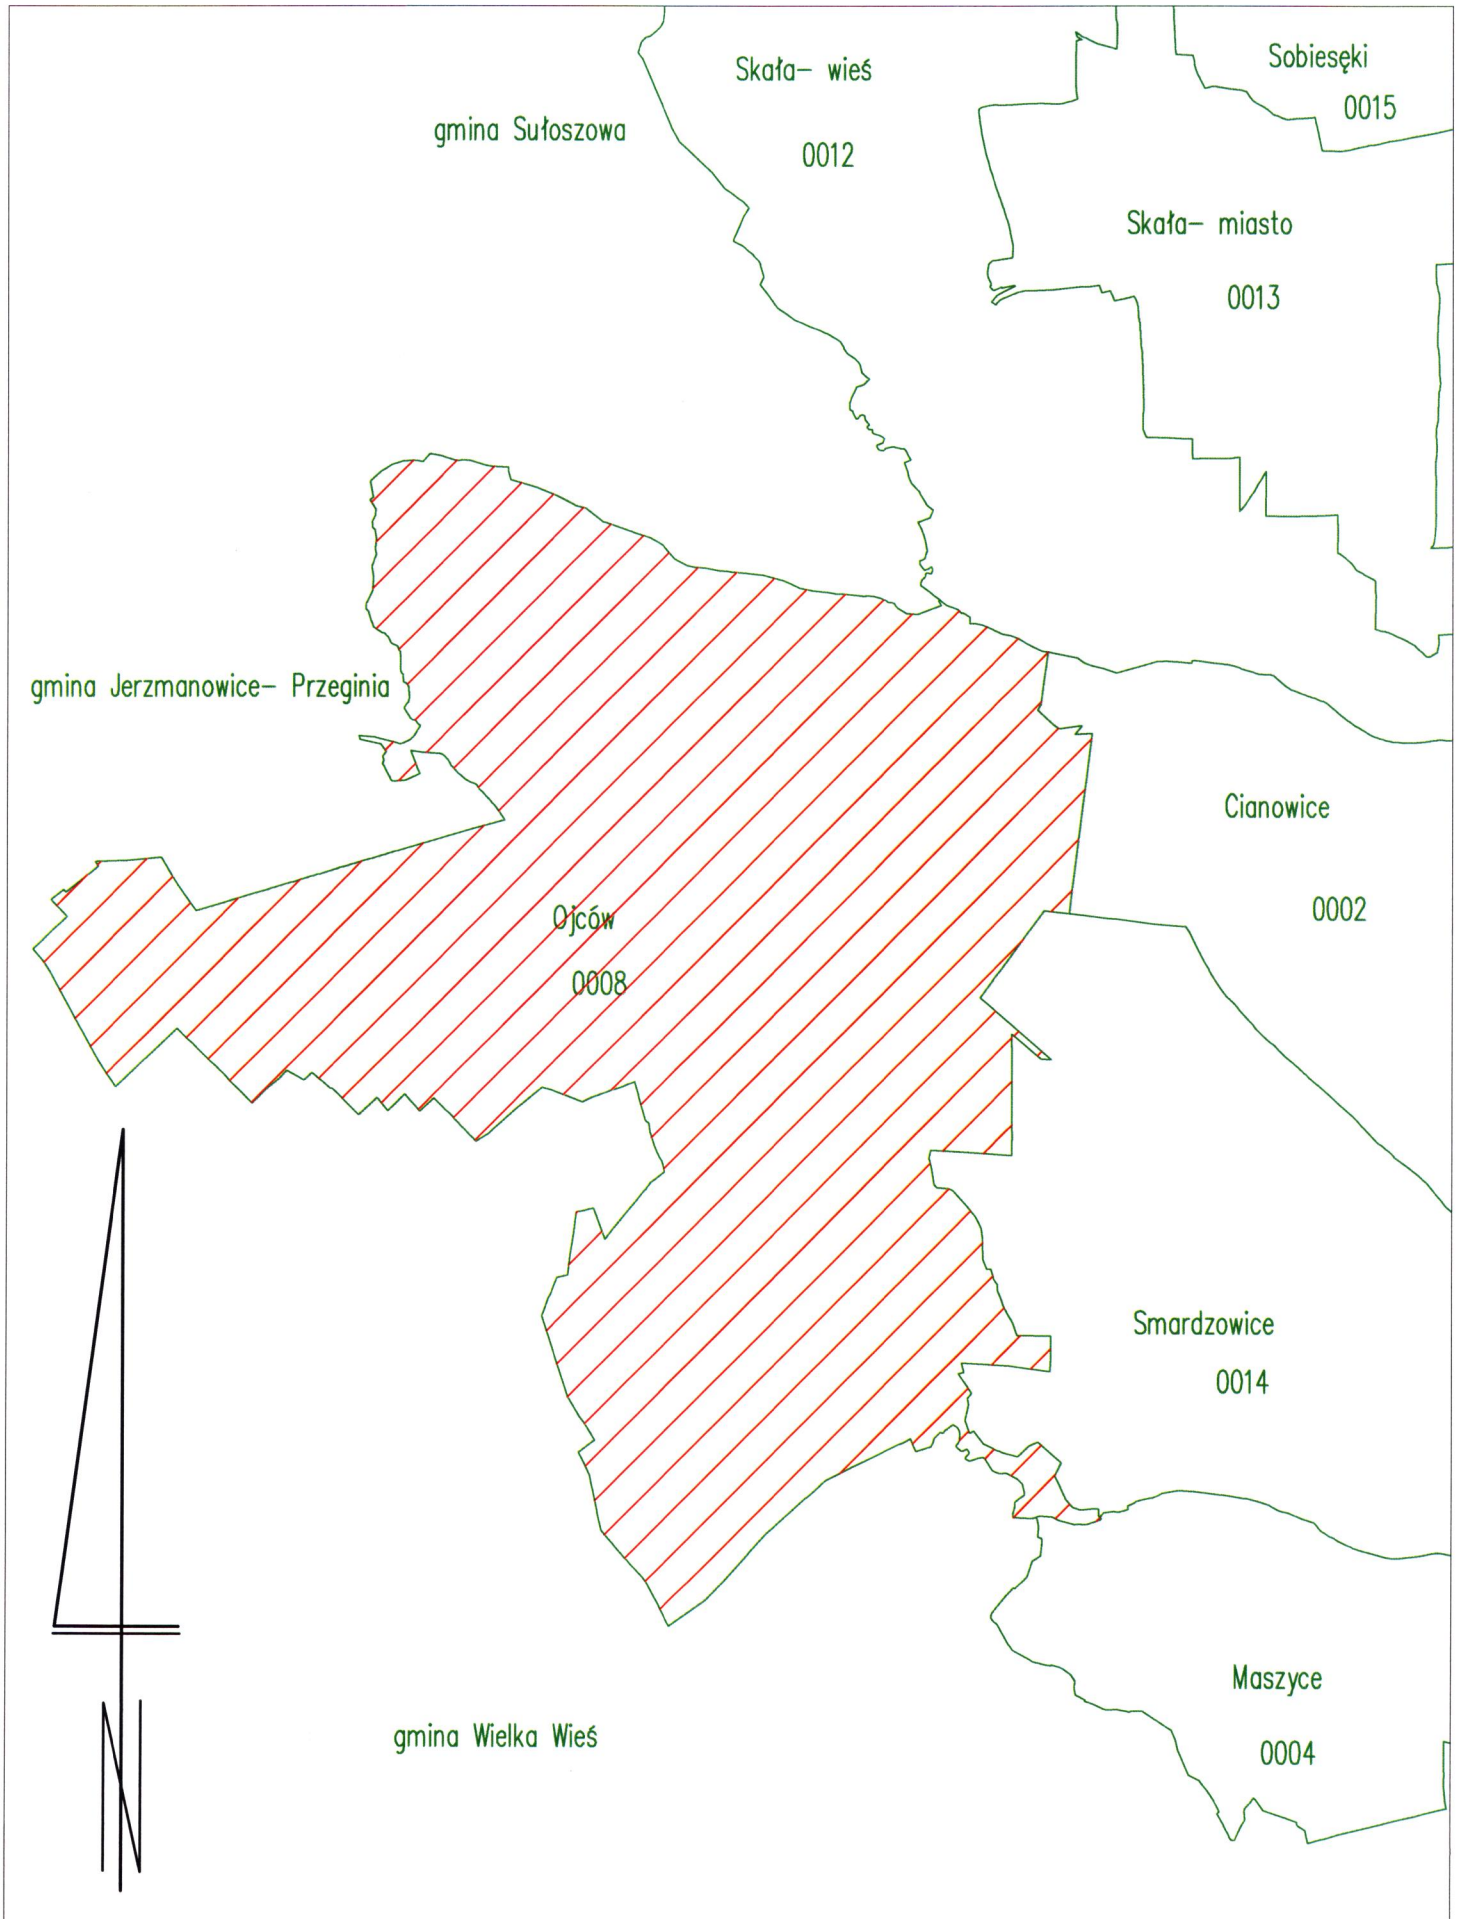 Sobiesęki
0015
Skała– wieś
0012
gmina Sułoszowa
Skała– miasto
0013
gmina Jerzmanowice– Przeginia
Cianowice
0002
Ojców
0008
Smardzowice
0014
Maszyce
0004
gmina Wielka Wieś
N